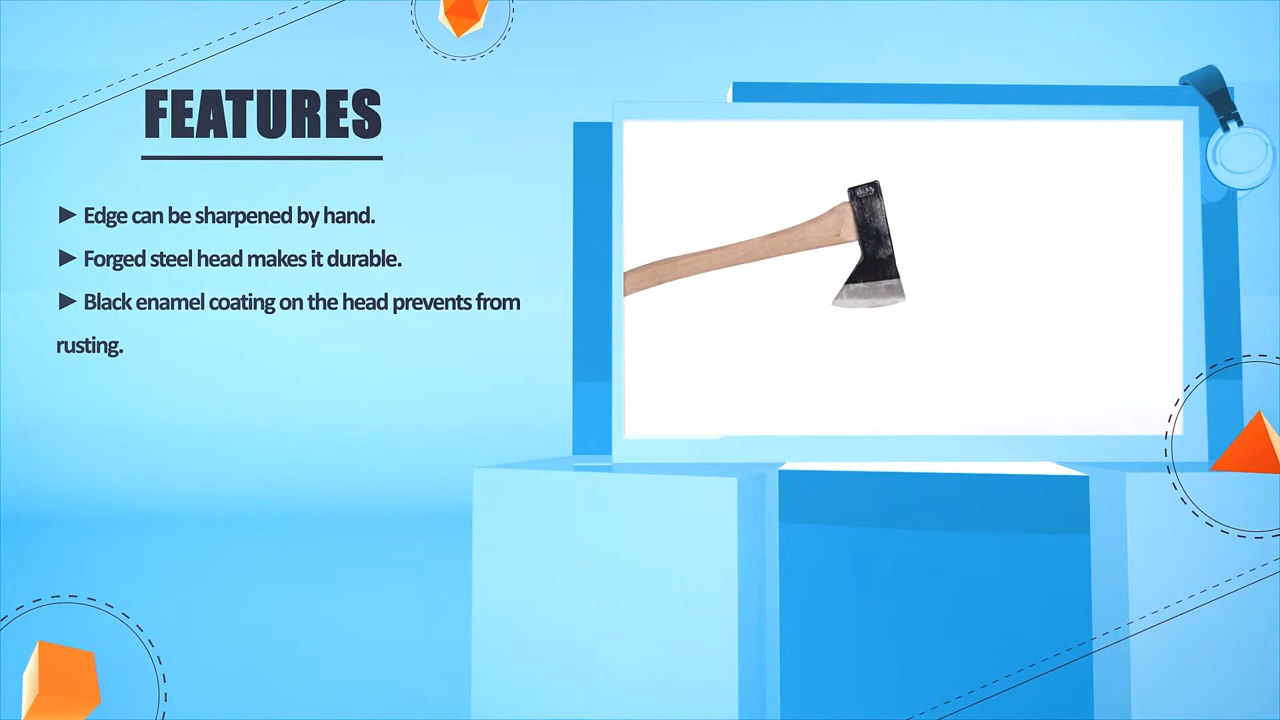 FEATURES
► Edge can be sharpened by hand.
► Forged steel head makes it durable.
► Black enamel coating on the head prevents from
rusting.